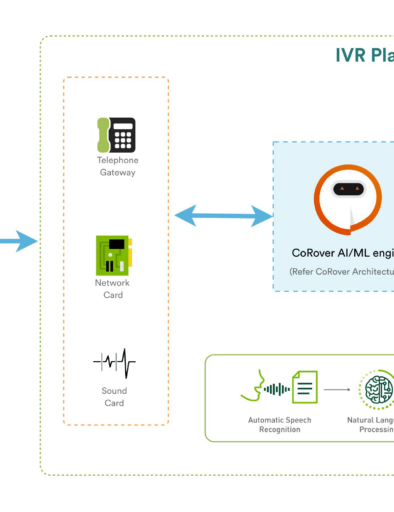 IVR Pla
Telephone
Gateway
Network
Card
Sound
Card
CoRover AI/ML engi
(Refer CoRover Architectu
Automatic Speech
Recognition
Natural Lang
Processin